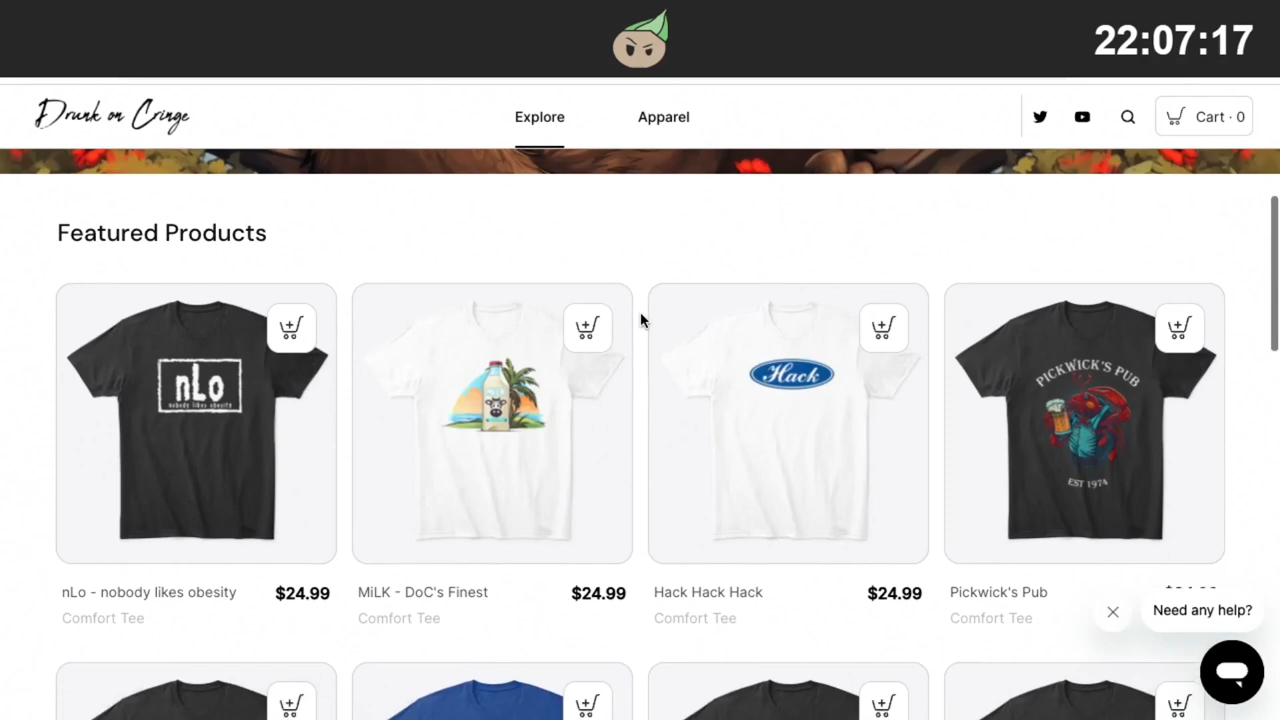 22:07:17
Drunk on Cringe
Explore
Apparel
Cart · 0
Featured Products
nLo
nobody likes obesity
Hack
PICKWICK'S PUB
EST 1974
nLo - nobody likes obesity
$24.99
MiLK - DoC's Finest
$24.99
Hack Hack Hack
$24.99
Pickwick's Pub
Comfort Tee
Comfort Tee
Comfort Tee
Comfort Tee
Need any help?